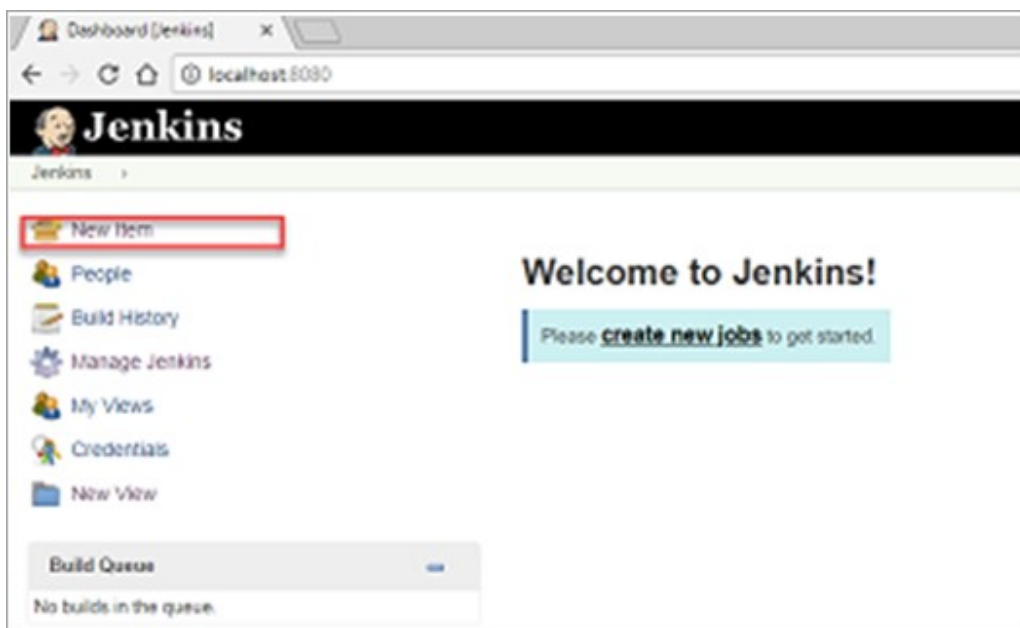 Dashboard [Jenkins]
localhost:8080
Jenkins
Jenkins
New Item
People
Build History
Manage Jenkins
My Views
Credentials
New View
Welcome to Jenkins!
Please create new jobs to get started.
Build Queue
No builds in the queue.